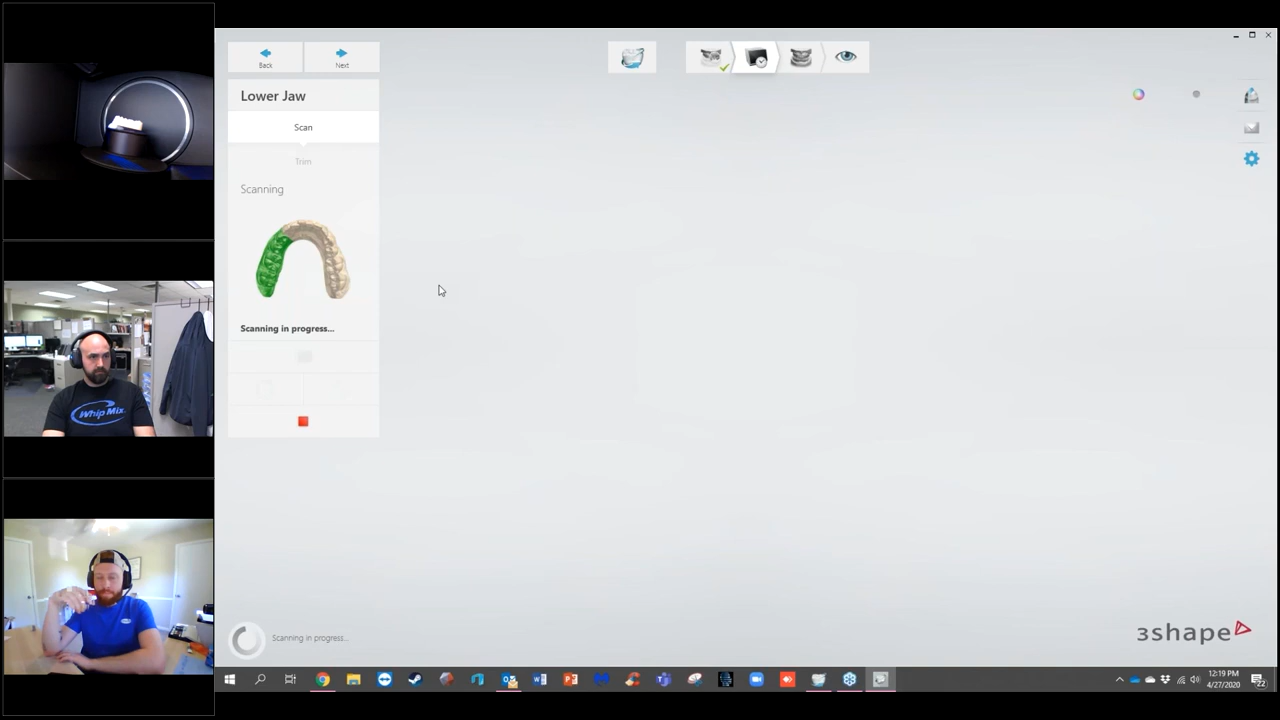 Back
Next
Lower Jaw
Scan
Trim
Scanning
Scanning in progress...
Scanning in progress...
3shape
Whip Mix
12:19 PM
4/27/2020
22